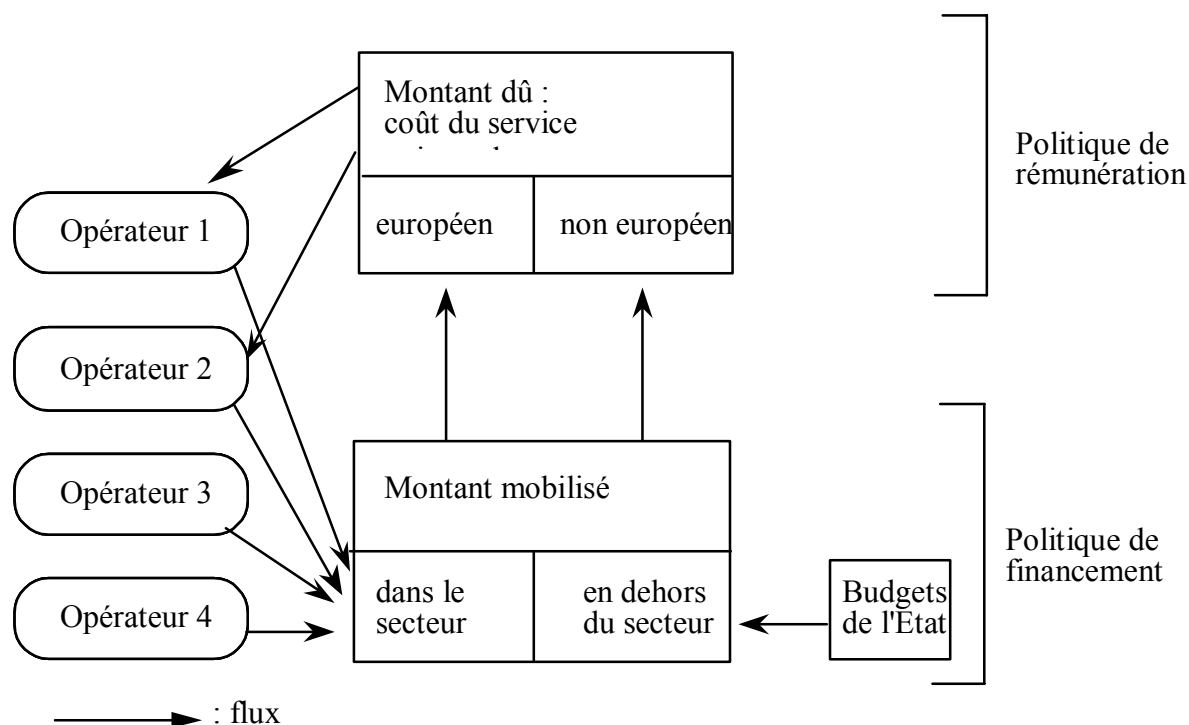 Montant dû :
coût du service
Politique de
rémunération
Opérateur 1
européen
non européen
Opérateur 2
Opérateur 3
Montant mobilisé
Politique de
financement
Opérateur 4
dans le
secteur
en dehors
du secteur
Budgets
de l'Etat
: flux